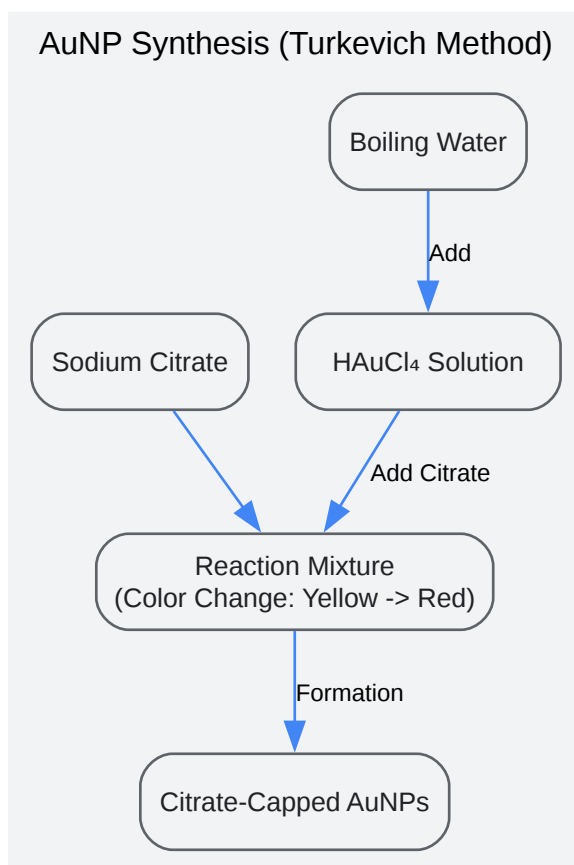 AuNP Synthesis (Turkevich Method)
Boiling Water
Add
Sodium Citrate
HAuCl₄ Solution
Add Citrate
Reaction Mixture
(Color Change: Yellow -> Red)
Formation
Citrate-Capped AuNPs